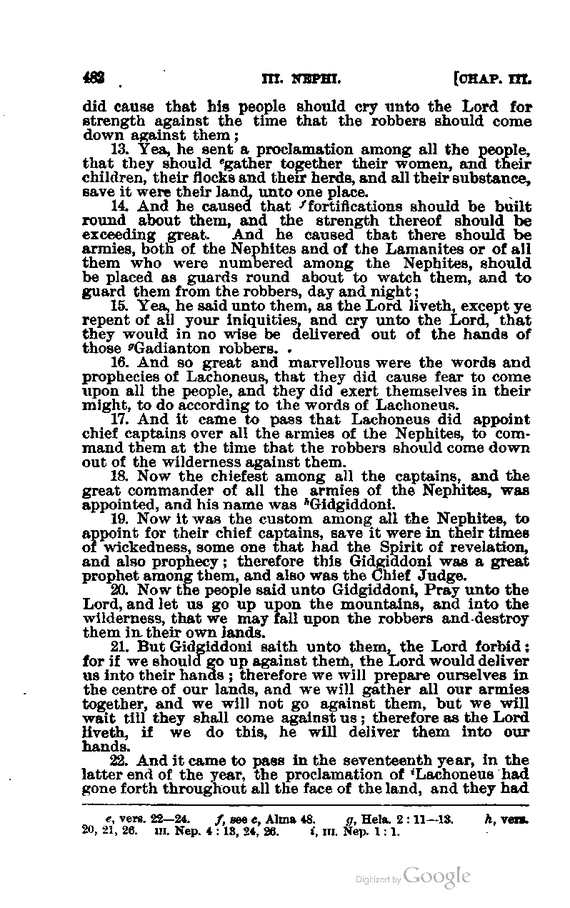 482 III. NEPHI. [CHAP. III.
did cause that his people should cry unto the Lord for
strength against the time that the robbers should come
down against them;
13. Yea, he sent a proclamation among all the people,
that they should ᵉgather together their women, and their
children, their flocks and their herds, and all their substance,
save it were their land, unto one place.
14. And he caused that ᶠfortifications should be built
round about them, and the strength thereof should be
exceeding great. And he caused that there should be
armies, both of the Nephites and of the Lamanites or of all
them who were numbered among the Nephites, should
be placed as guards round about to watch them, and to
guard them from the robbers, day and night;
15. Yea, he said unto them, as the Lord liveth, except ye
repent of all your iniquities, and cry unto the Lord, that
they would in no wise be delivered out of the hands of
those ᵍGadianton robbers.
16. And so great and marvellous were the words and
prophecies of Lachoneus, that they did cause fear to come
upon all the people, and they did exert themselves in their
might, to do according to the words of Lachoneus.
17. And it came to pass that Lachoneus did appoint
chief captains over all the armies of the Nephites, to com-
mand them at the time that the robbers should come down
out of the wilderness against them.
18. Now the chiefest among all the captains, and the
great commander of all the armies of the Nephites, was
appointed, and his name was ʰGidgiddoni.
19. Now it was the custom among all the Nephites, to
appoint for their chief captains, save it were in their times
of wickedness, some one that had the Spirit of revelation,
and also prophecy; therefore this Gidgiddoni was a great
prophet among them, and also was the Chief Judge.
20. Now the people said unto Gidgiddoni, Pray unto the
Lord, and let us go up upon the mountains, and into the
wilderness, that we may fall upon the robbers and destroy
them in their own lands.
21. But Gidgiddoni saith unto them, the Lord forbid;
for if we should go up against them, the Lord would deliver
us into their hands; therefore we will prepare ourselves in
the centre of our lands, and we will gather all our armies
together, and we will not go against them, but we will
wait till they shall come against us; therefore as the Lord
liveth, if we do this, he will deliver them into our
hands.
22. And it came to pass in the seventeenth year, in the
latter end of the year, the proclamation of ⁱLachoneus had
gone forth throughout all the face of the land, and they had
e, vers. 22—24. f, see c, Alma 48. g, Hela. 2:11—13. h, vers.
20, 21, 26. III. Nep. 4:13, 24, 26. i, III. Nep. 1:1.
Digitized by Google